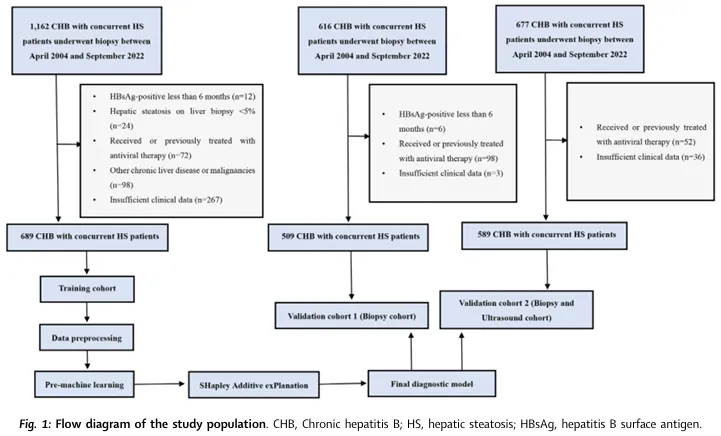 1,162 CHB with concurrent HS
patients underwent biopsy between
April 2004 and September 2022
616 CHB with concurrent HS
patients underwent biopsy between
April 2004 and September 2022
677 CHB with concurrent HS
patients underwent biopsy between
April 2004 and September 2022
• HBsAg-positive less than 6 months (n=12)
• Hepatic steatosis on liver biopsy <5%
(n=24)
• Received or previously treated with
antiviral therapy (n=72)
• Other chronic liver disease or malignancies
(n=98)
• Insufficient clinical data (n=267)
• HBsAg-positive less than 6
months (n=6)
• Received or previously treated
with antiviral therapy (n=98)
• Insufficient clinical data (n=3)
• Received or previously treated
with antiviral therapy (n=52)
• Insufficient clinical data (n=36)
689 CHB with concurrent HS patients
509 CHB with concurrent HS patients
589 CHB with concurrent HS patients
Training cohort
Validation cohort 1 (Biopsy cohort)
Validation cohort 2 (Biopsy and
Ultrasound cohort)
Data preprocessing
Pre-machine learning
SHapley Additive exPlanation
Final diagnostic model
Fig. 1: Flow diagram of the study population. CHB, Chronic hepatitis B; HS, hepatic steatosis; HBsAg, hepatitis B surface antigen.